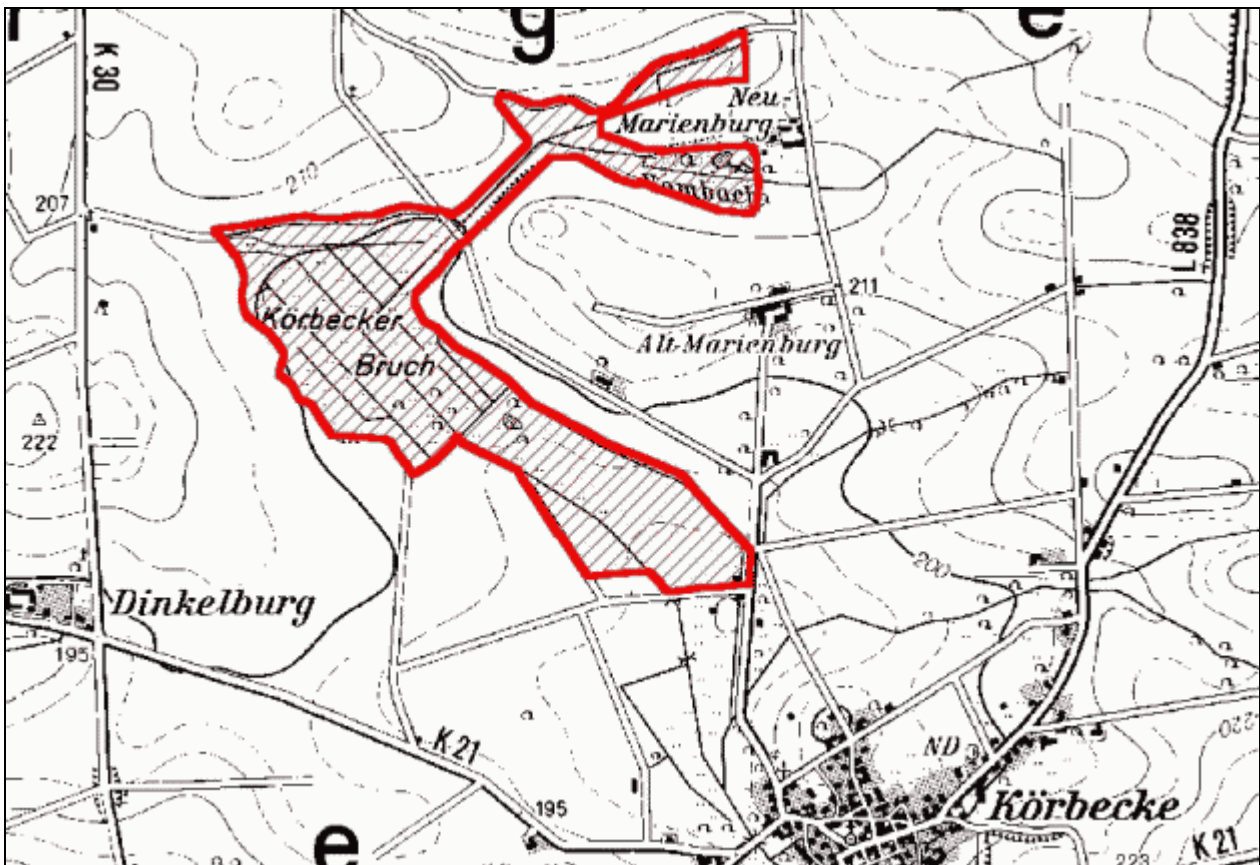 r
g
e
K 30
Neu-
Marienburg
210
Rombach
207
L 838
211
Körbecker
Alt-Marienburg
Bruch
222
200
Dinkelburg
195
K 21
ND
220
195
Körbecke
e
K 21
223